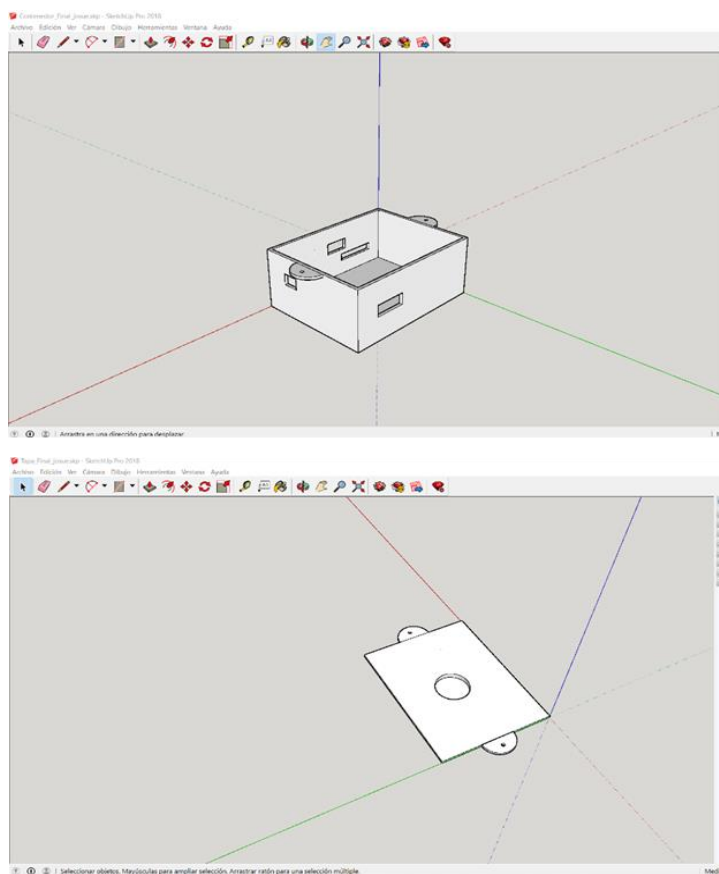 Contenedor_Final_josue.skp - SketchUp Pro 2018
Archivo Edición Ver Cámara Dibujo Herramientas Ventana Ayuda
Arrastra en una dirección para desplazar
Tapa_Final_josue.skp - SketchUp Pro 2018
Archivo Edición Ver Cámara Dibujo Herramientas Ventana Ayuda
Seleccionar objetos. Mayúsculas para ampliar selección. Arrastrar ratón para una selección múltiple.
Med